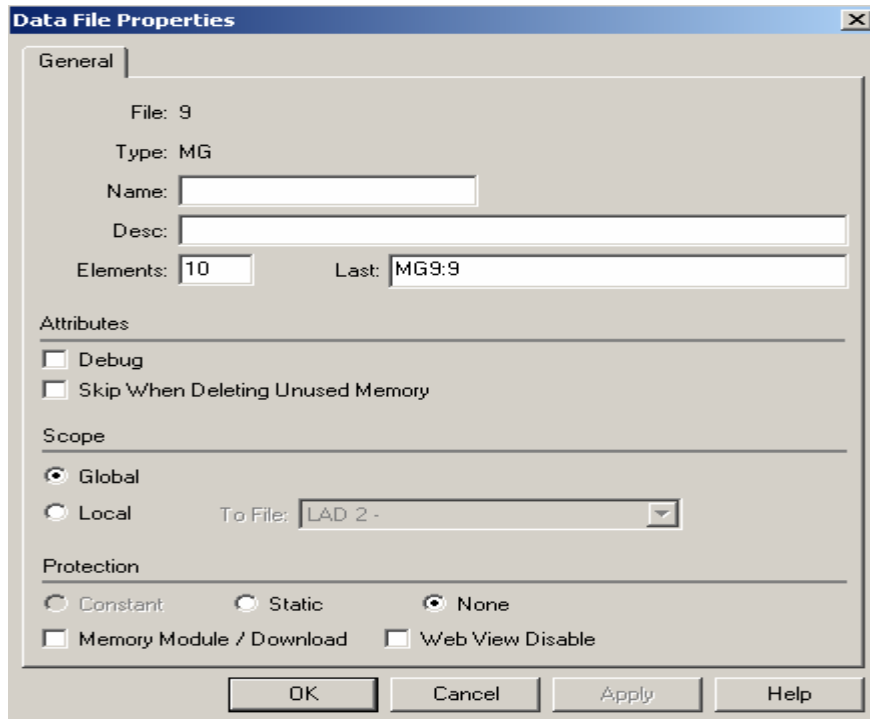 Data File Properties
General
File: 9
Type: MG
Name:
Desc:
Elements: 10 Last: MG9:9
Attributes
Debug
Skip When Deleting Unused Memory
Scope
Global
Local To File: LAD 2 -
Protection
Constant Static None
Memory Module / Download Web View Disable
OK Cancel Apply Help